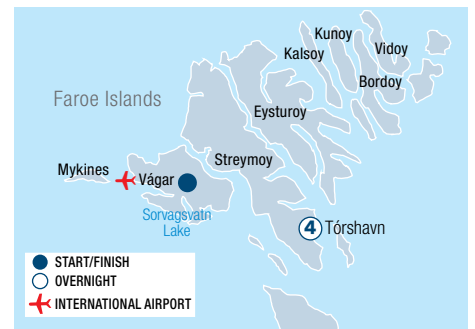 Kunoy
Kalsoy
Vidoy
Bordoy
Faroe Islands
Eysturoy
Streymoy
Mykines
Vágar
Sorvagsvatn
Lake
4
Tórshavn
START/FINISH
OVERNIGHT
INTERNATIONAL AIRPORT